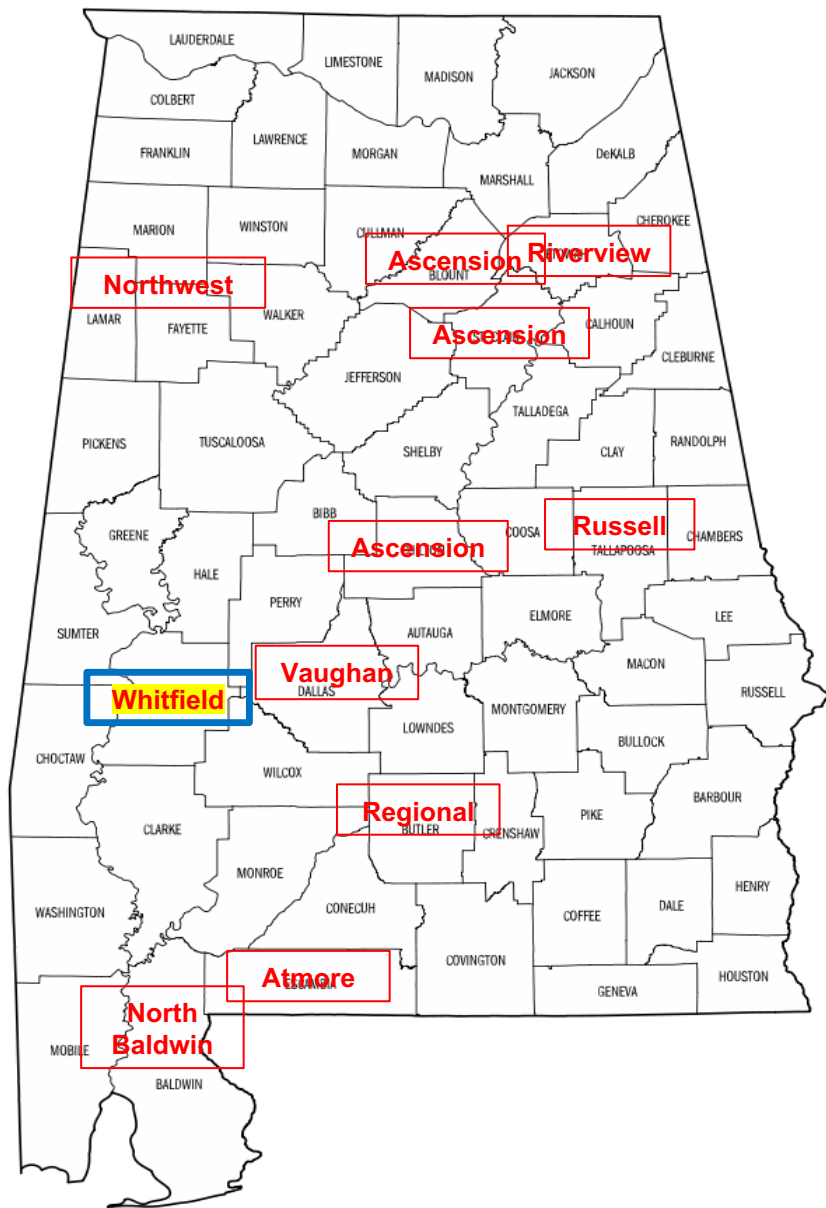 LAUDERDALE
LIMESTONE
MADISON
JACKSON
COLBERT
LAWRENCE
FRANKLIN
MORGAN
DeKALB
MARSHALL
CHEROKEE
MARION
WINSTON
CULLMAN
Ascension
Riverview
BLOUNT
Northwest
LAMAR
FAYETTE
WALKER
Ascension
CALHOUN
CLEBURNE
JEFFERSON
TALLADEGA
PICKENS
TUSCALOOSA
SHELBY
CLAY
RANDOLPH
BIBB
GREENE
COOSA
Russell
CHAMBERS
TALLAPOOSA
Ascension
HALE
PERRY
ELMORE
LEE
SUMTER
AUTAUGA
MACON
Vaughan
DALLAS
RUSSELL
Whitfield
MONTGOMERY
LOWNDES
BULLOCK
CHOCTAW
WILCOX
BARBOUR
Regional
BUTLER
CRENSHAW
PIKE
CLARKE
MONROE
HENRY
CONECUH
WASHINGTON
COFFEE
DALE
COVINGTON
Atmore
HOUSTON
GENEVA
North
Baldwin
MOBILE
BALDWIN